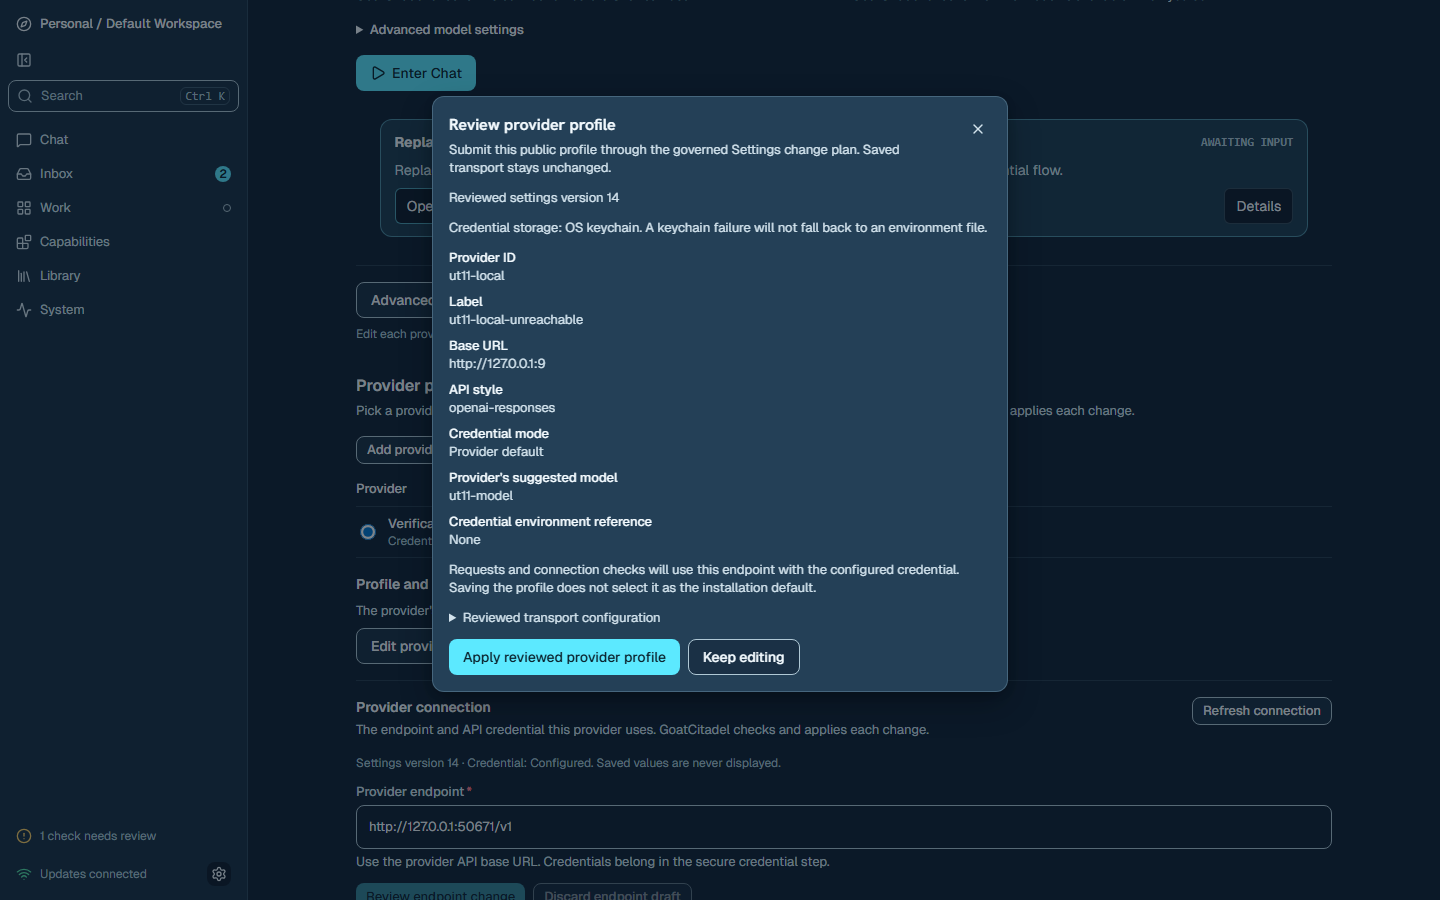 Personal / Default Workspace
Search
Ctrl K
Chat
Inbox
2
Work
Capabilities
Library
System
1 check needs review
Updates connected
Advanced model settings
Enter Chat
AWAITING INPUT
tial flow.
Details
Advanced
Edit each prov
Provider p
Pick a provid
applies each change.
Add provid
Provider
Verifica
Credent
Profile and
The provider'
Edit provi
Review provider profile
Submit this public profile through the governed Settings change plan. Saved
transport stays unchanged.
Reviewed settings version 14
Credential storage: OS keychain. A keychain failure will not fall back to an environment file.
Provider ID
ut11-local
Label
ut11-local-unreachable
Base URL
http://127.0.0.1:9
API style
openai-responses
Credential mode
Provider default
Provider's suggested model
ut11-model
Credential environment reference
None
Requests and connection checks will use this endpoint with the configured credential.
Saving the profile does not select it as the installation default.
Reviewed transport configuration
Apply reviewed provider profile
Keep editing
Provider connection
Refresh connection
The endpoint and API credential this provider uses. GoatCitadel checks and applies each change.
Settings version 14 · Credential: Configured. Saved values are never displayed.
Provider endpoint *
http://127.0.0.1:50671/v1
Use the provider API base URL. Credentials belong in the secure credential step.
Review endpoint change
Discard endpoint draft